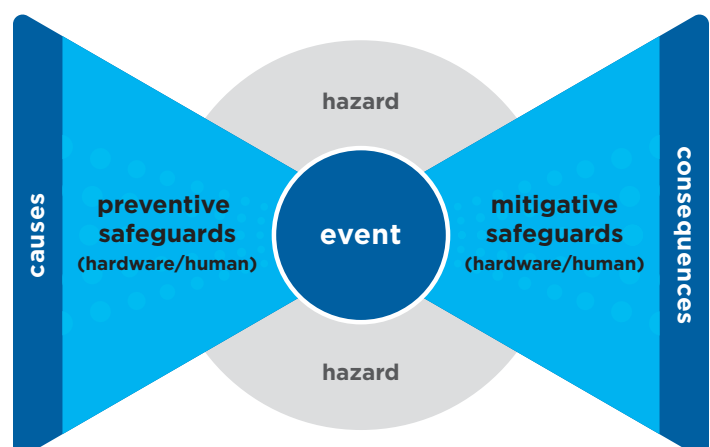 hazard
causes
preventive
safeguards
(hardware/human)
event
mitigative
safeguards
(hardware/human)
consequences
hazard